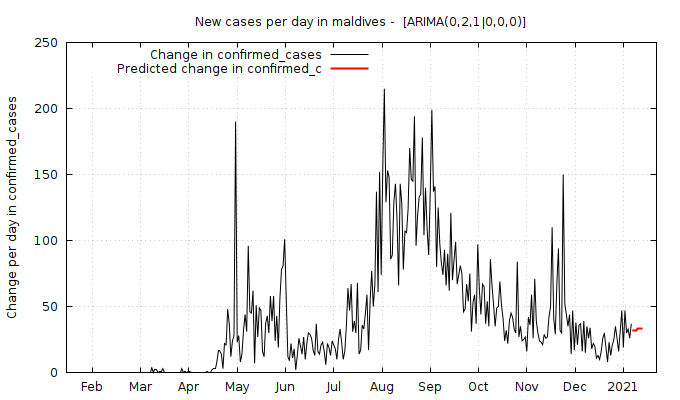 New cases per day in maldives -  [ARIMA(0,2,1|0,0,0)]
Change in confirmed_cases
Predicted change in confirmed_c
Change per day in confirmed_cases
250
200
150
100
50
0
Feb Mar Apr May Jun Jul Aug Sep Oct Nov Dec 2021